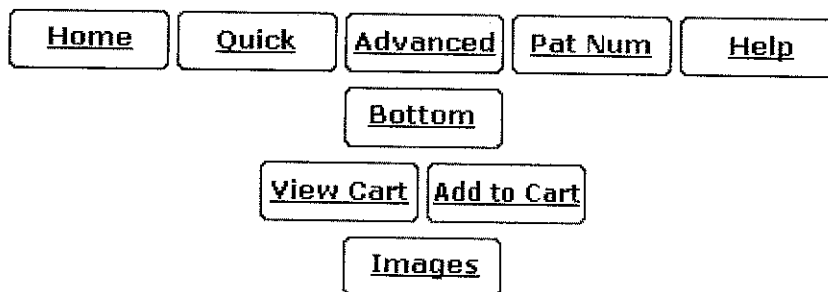 Home Quick Advanced Pat Num Help
Bottom
View Cart Add to Cart
Images